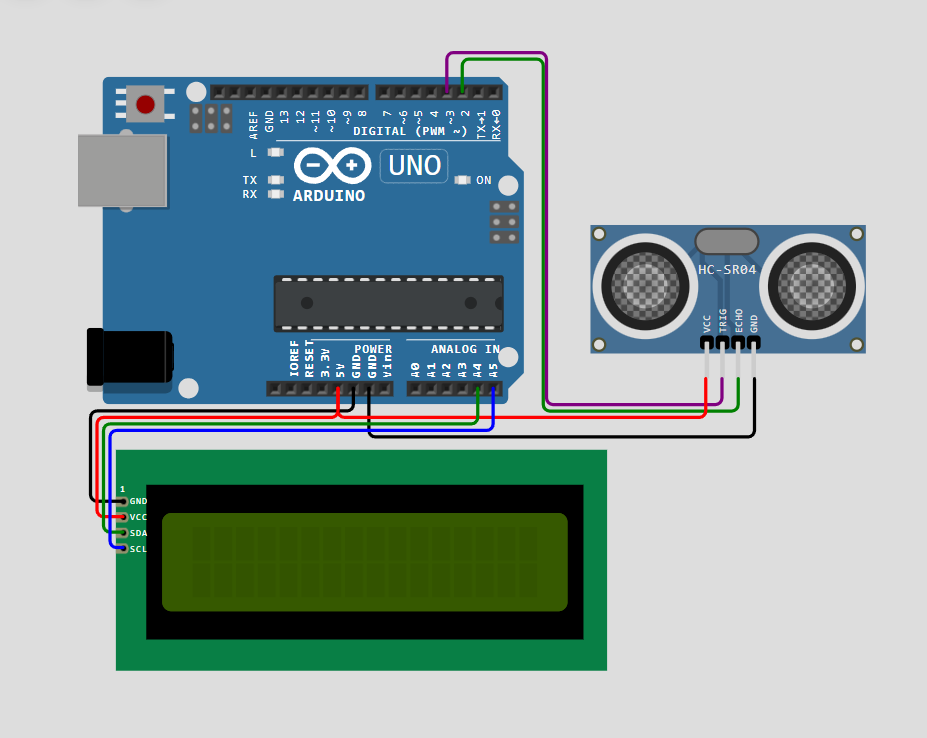 AREF
GND
13
12
~11
~10
~9
8
7
~6
~5
4
~3
2
TX→1
RX←0
DIGITAL (PWM ~)
L
UNO
TX
ON
RX
ARDUINO
HC-SR04
VCC
TRIG
ECHO
GND
POWER
ANALOG IN
IOREF
RESET
3.3V
5V
GND
GND
Vin
A0
A1
A2
A3
A4
A5
1
GND
VCC
SDA
SCL